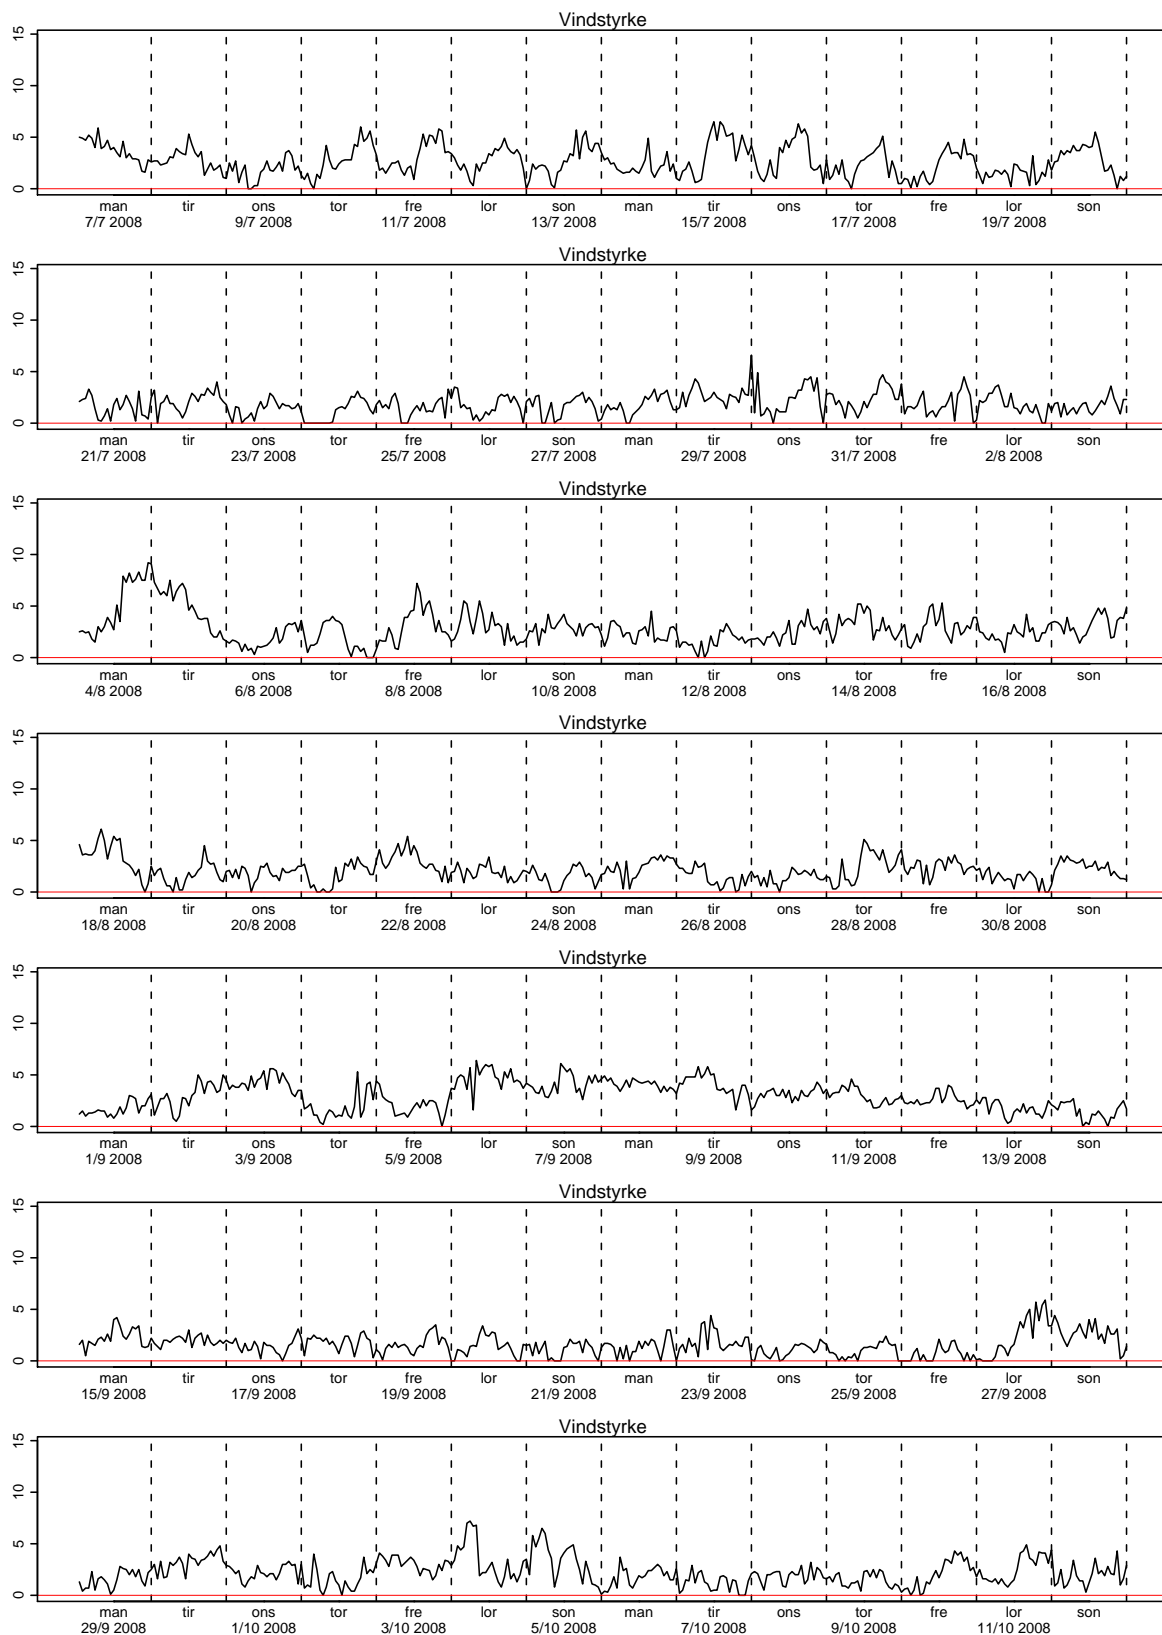 Vindstyrke
0 5 10 15
man tir ons tor fre lor son man tir ons tor fre lor son
7/7 2008 9/7 2008 11/7 2008 13/7 2008 15/7 2008 17/7 2008 19/7 2008
Vindstyrke
0 5 10 15
man tir ons tor fre lor son man tir ons tor fre lor son
21/7 2008 23/7 2008 25/7 2008 27/7 2008 29/7 2008 31/7 2008 2/8 2008
Vindstyrke
0 5 10 15
man tir ons tor fre lor son man tir ons tor fre lor son
4/8 2008 6/8 2008 8/8 2008 10/8 2008 12/8 2008 14/8 2008 16/8 2008
Vindstyrke
0 5 10 15
man tir ons tor fre lor son man tir ons tor fre lor son
18/8 2008 20/8 2008 22/8 2008 24/8 2008 26/8 2008 28/8 2008 30/8 2008
Vindstyrke
0 5 10 15
man tir ons tor fre lor son man tir ons tor fre lor son
1/9 2008 3/9 2008 5/9 2008 7/9 2008 9/9 2008 11/9 2008 13/9 2008
Vindstyrke
0 5 10 15
man tir ons tor fre lor son man tir ons tor fre lor son
15/9 2008 17/9 2008 19/9 2008 21/9 2008 23/9 2008 25/9 2008 27/9 2008
Vindstyrke
0 5 10 15
man tir ons tor fre lor son man tir ons tor fre lor son
29/9 2008 1/10 2008 3/10 2008 5/10 2008 7/10 2008 9/10 2008 11/10 2008